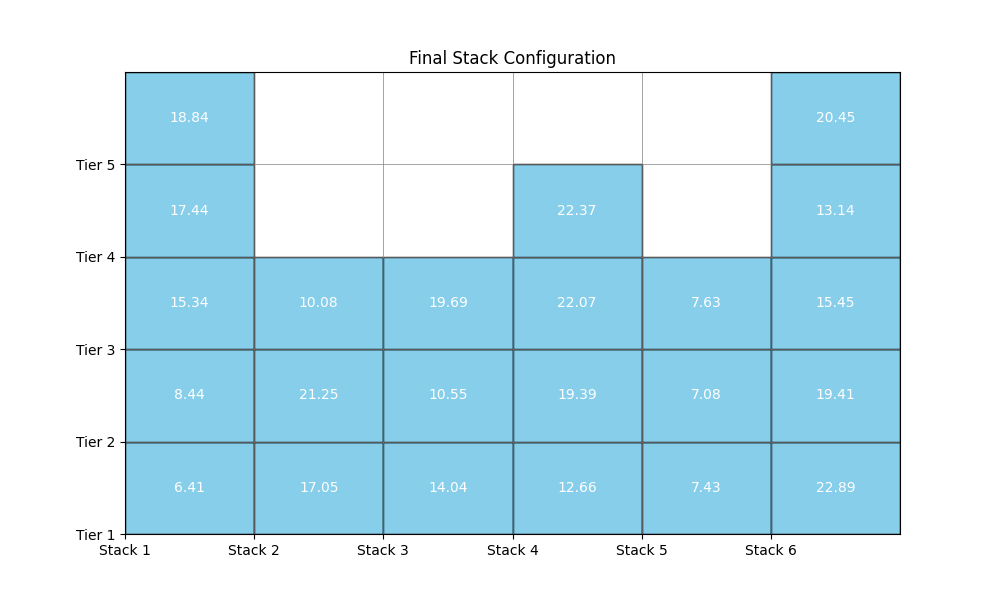 Final Stack Configuration
18.84 20.45
Tier 5
17.44 22.37 13.14
Tier 4
15.34 10.08 19.69 22.07 7.63 15.45
Tier 3
8.44 21.25 10.55 19.39 7.08 19.41
Tier 2
6.41 17.05 14.04 12.66 7.43 22.89
Tier 1
Stack 1 Stack 2 Stack 3 Stack 4 Stack 5 Stack 6